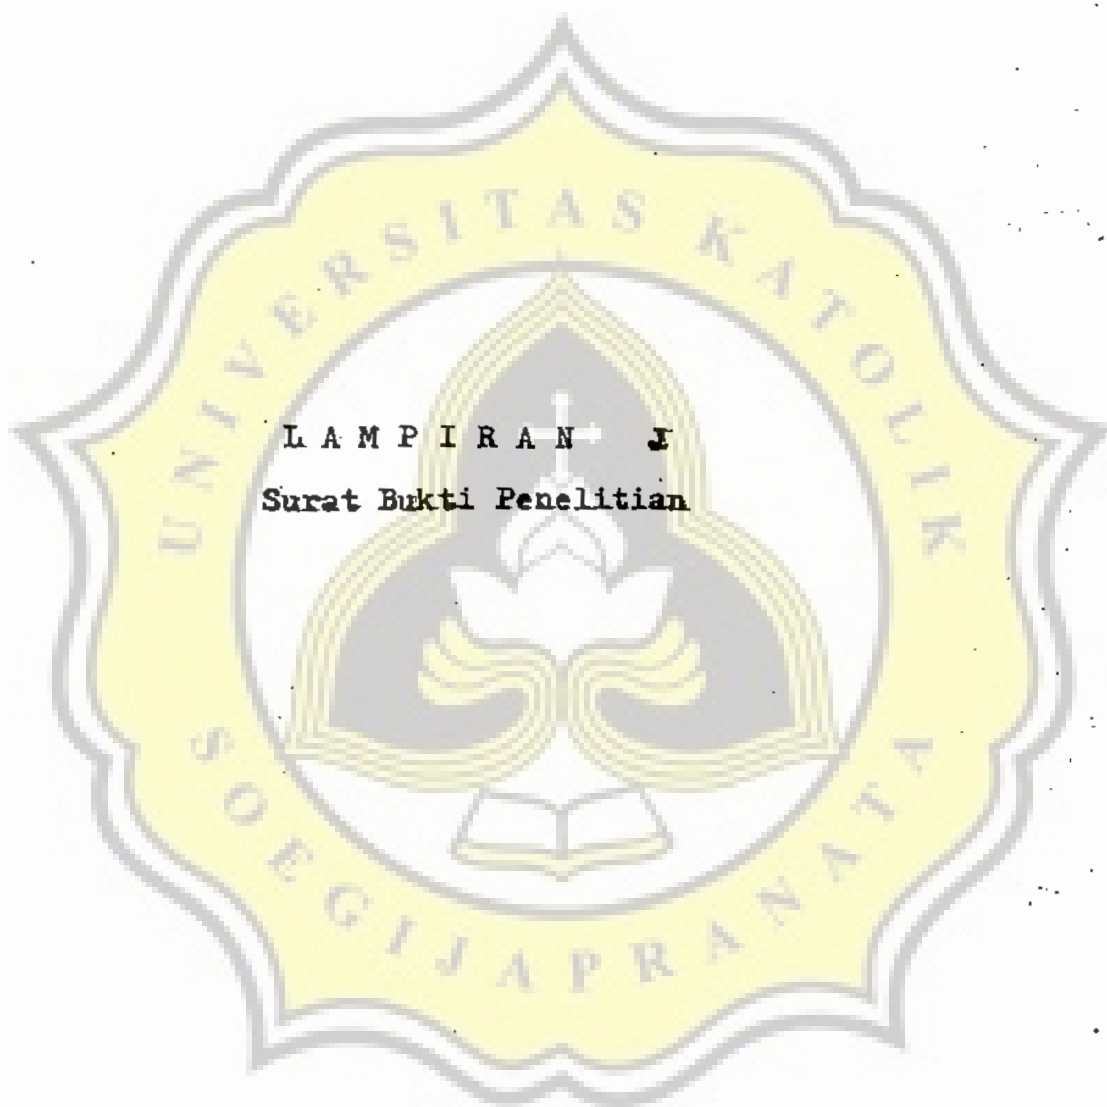 UNIVERSITAS KATOLIK
L A M P I R A N J
Surat Bukti Penelitian
SOEGIJAPRANATA